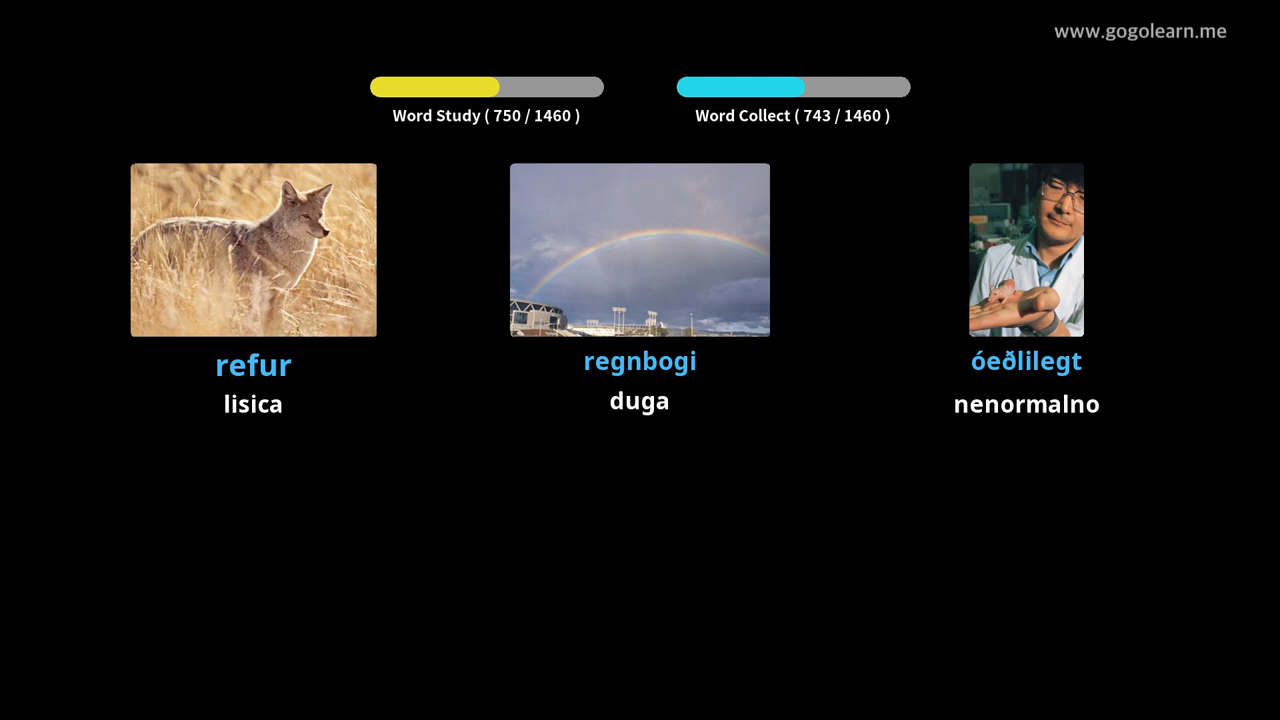 www.gogolearn.me
Word Study ( 750 / 1460 )
Word Collect ( 743 / 1460 )
refur
lisica
regnbogi
duga
óeðlilegt
nenormalno